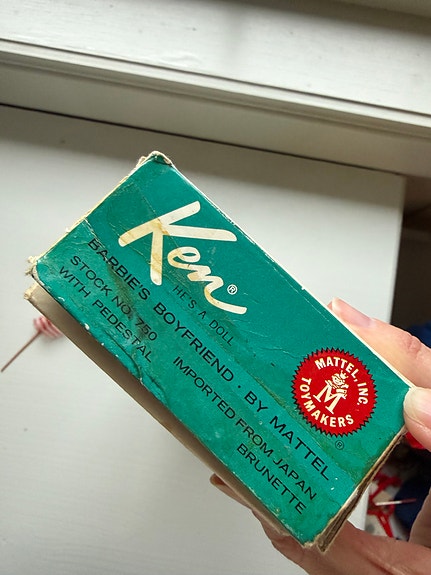 Ken®
HE'S A DOLL
BARBIE'S BOYFRIEND · BY MATTEL
STOCK NO. 750
WITH PEDESTAL
IMPORTED FROM JAPAN
BRUNETTE
MATTEL, INC.
M
TOYMAKERS
®